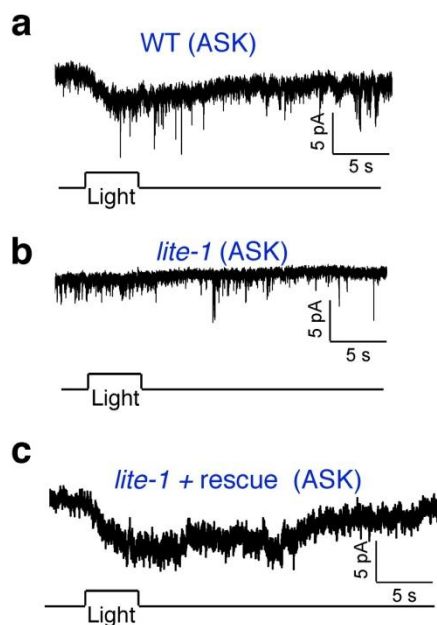 a
WT (ASK)
5 pA
5 s
Light
b
lite-1 (ASK)
5 pA
5 s
Light
c
lite-1 + rescue (ASK)
5 pA
5 s
Light